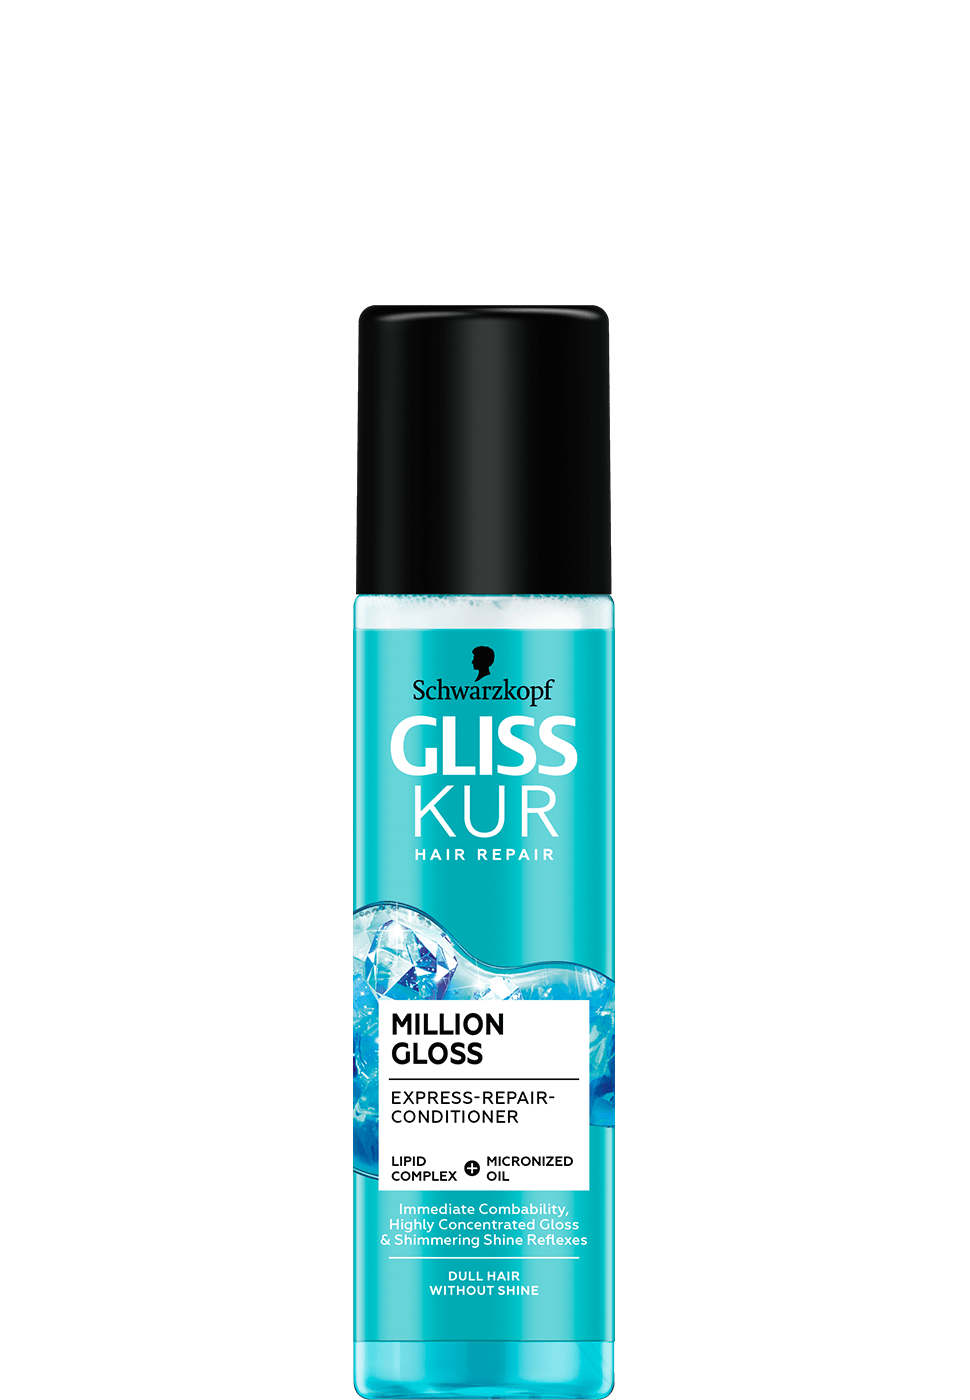 Schwarzkopf
GLISS
KUR
HAIR REPAIR
MILLION
GLOSS
EXPRESS-REPAIR-
CONDITIONER
LIPID
COMPLEX
+
MICRONIZED
OIL
Immediate Combability,
Highly Concentrated Gloss
& Shimmering Shine Reflexes
DULL HAIR
WITHOUT SHINE